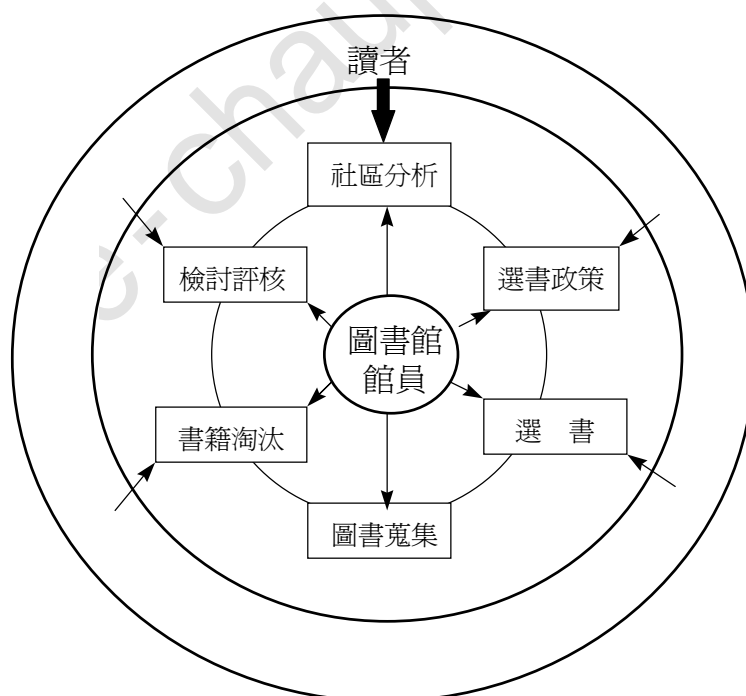 讀者
社區分析
檢討評核
選書政策
圖書館
館員
書籍淘汰
選 書
圖書蒐集